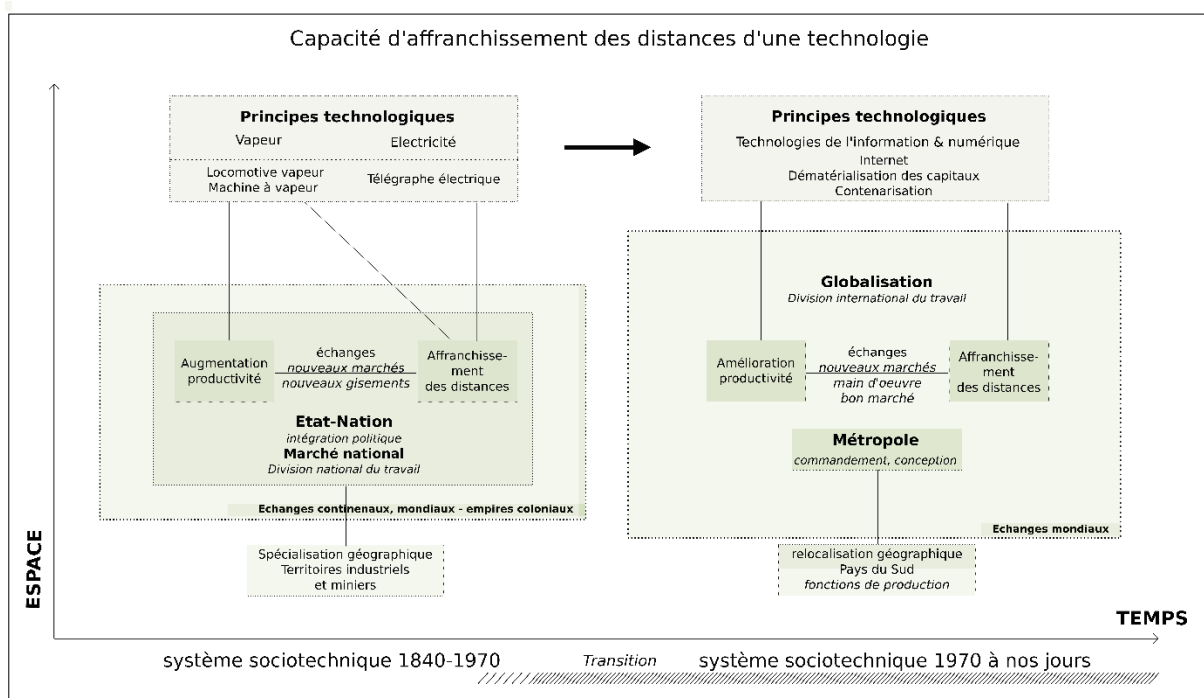 Capacité d'affranchissement des distances d'une technologie
Principes technologiques
Vapeur
Electricité
Locomotive vapeur
Machine à vapeur
Télégraphe électrique
Augmentation
productivité
échanges
nouveaux marchés
nouveaux gisements
Affranchisse-
ment
des distances
Etat-Nation
intégration politique
Marché national
Division national du travail
Echanges continenaux, mondiaux - empires coloniaux
Spécialisation géographique
Territoires industriels
et miniers
Principes technologiques
Technologies de l'information & numérique
Internet
Dématérialisation des capitaux
Contenarisation
Globalisation
Division international du travail
Amélioration
productivité
échanges
nouveaux marchés
main d'oeuvre
bon marché
Affranchisse-
ment
des distances
Métropole
commandement, conception
Echanges mondiaux
relocalisation géographique
Pays du Sud
fonctions de production
ESPACE
TEMPS
système sociotechnique 1840-1970
Transition
système sociotechnique 1970 à nos jours